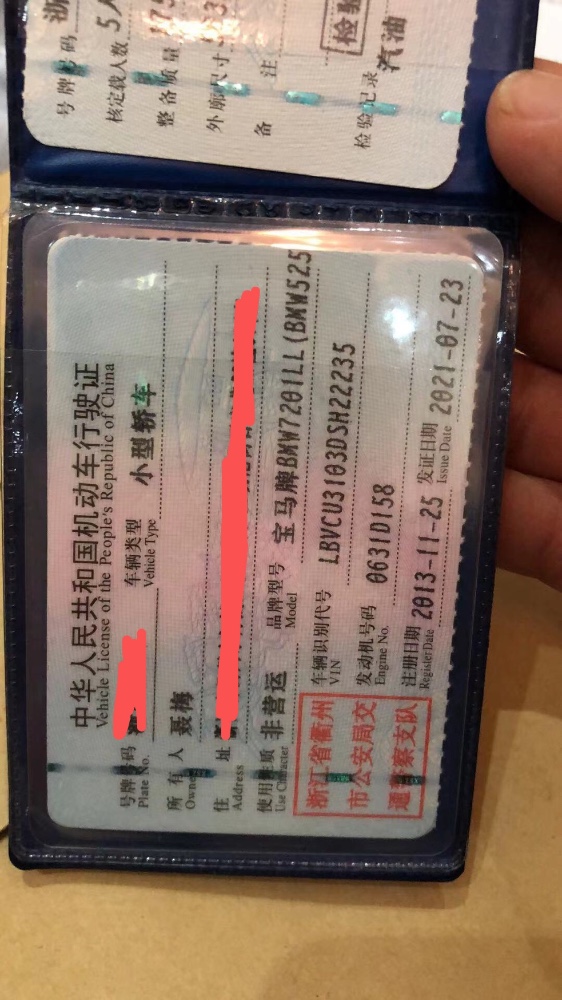 浙
号牌号码
核定载人数 5人
整备质量
外廓尺寸
备 注
检验记录
检验
汽油
中华人民共和国机动车行驶证
Vehicle License of the People's Republic of China
号牌号码
Plate No.
车辆类型 小型轿车
Vehicle Type
所有人 聂梅
Owner
住 址
Address
使用性质 非营运
Use Character
品牌型号 宝马牌BMW7201LL(BMW525
Model
浙江省衢州
市公安局交
通警察支队
车辆识别代号 LBVCU3103DSH22235
VIN
发动机号码 0631D158
Engine No.
注册日期 2013-11-25 发证日期 2021-07-23
Register Date Issue Date